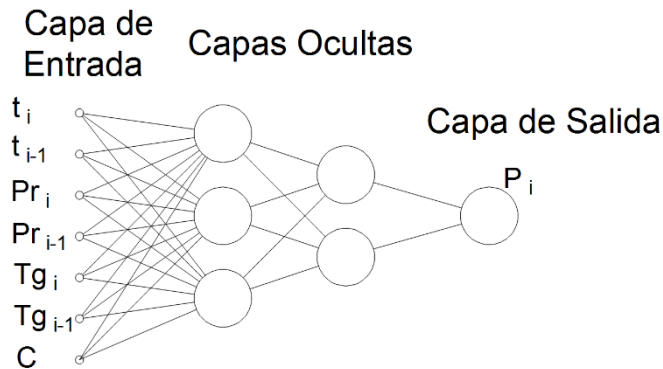 Capa de
Entrada
Capas Ocultas
Capa de Salida
t i
t i-1
Pr i
Pr i-1
Tg i
Tg i-1
C
P i